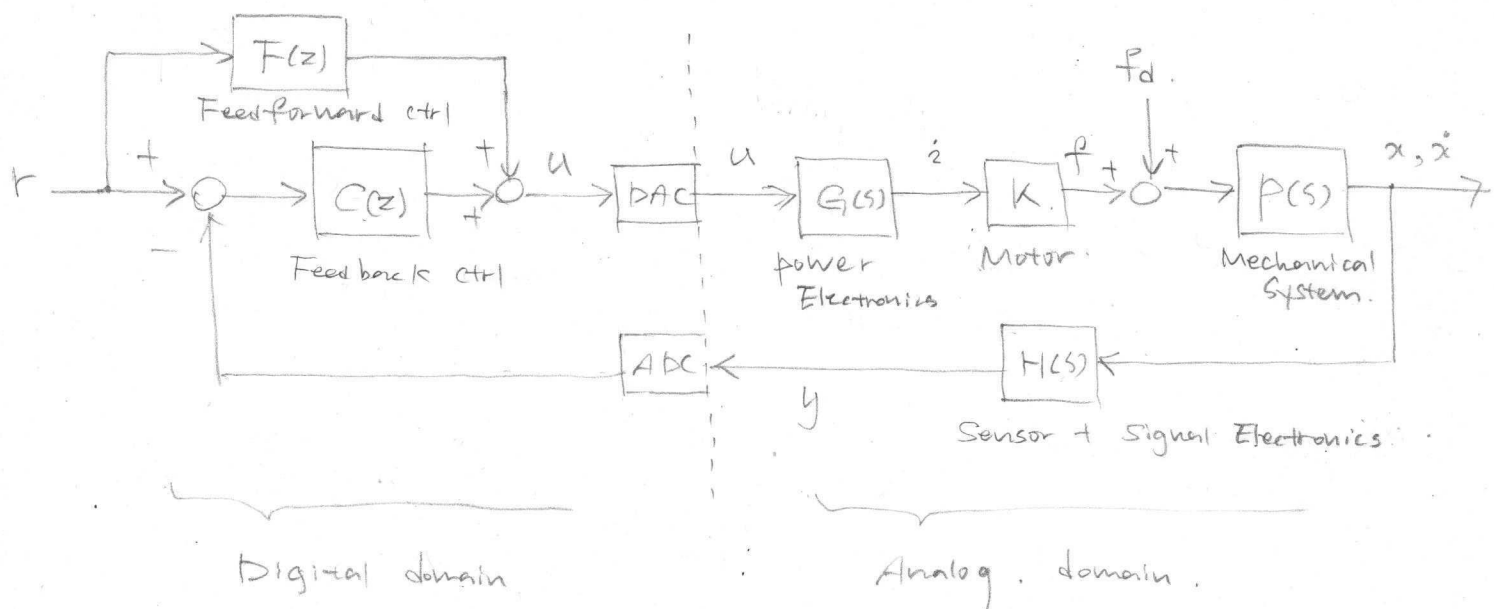 F(z)
Feedforward ctrl
fd.
r
+
−
C(z)
Feedback ctrl
+
+
u
DAC
u
G(s)
power
Electronics
i
K.
Motor.
f
+
+
P(s)
Mechanical
System.
x, ẋ
ADC
y
H(s)
Sensor + Signal Electronics.
Digital domain
Analog. domain.